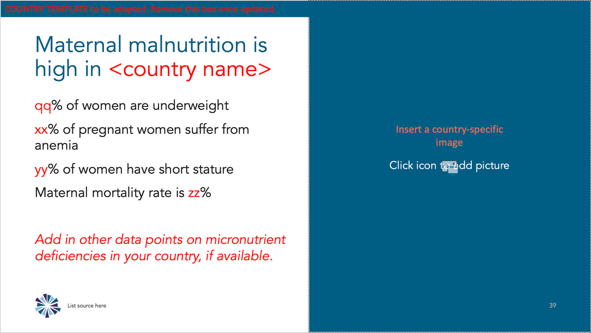 COUNTRY TEMPLATE to be adapted. Remove this box once updated.
Maternal malnutrition is
high in <country name>
qq% of women are underweight
xx% of pregnant women suffer from
anemia
yy% of women have short stature
Maternal mortality rate is zz%
Add in other data points on micronutrient
deficiencies in your country, if available.
Insert a country-specific
image
Click icon to add picture
List source here
39